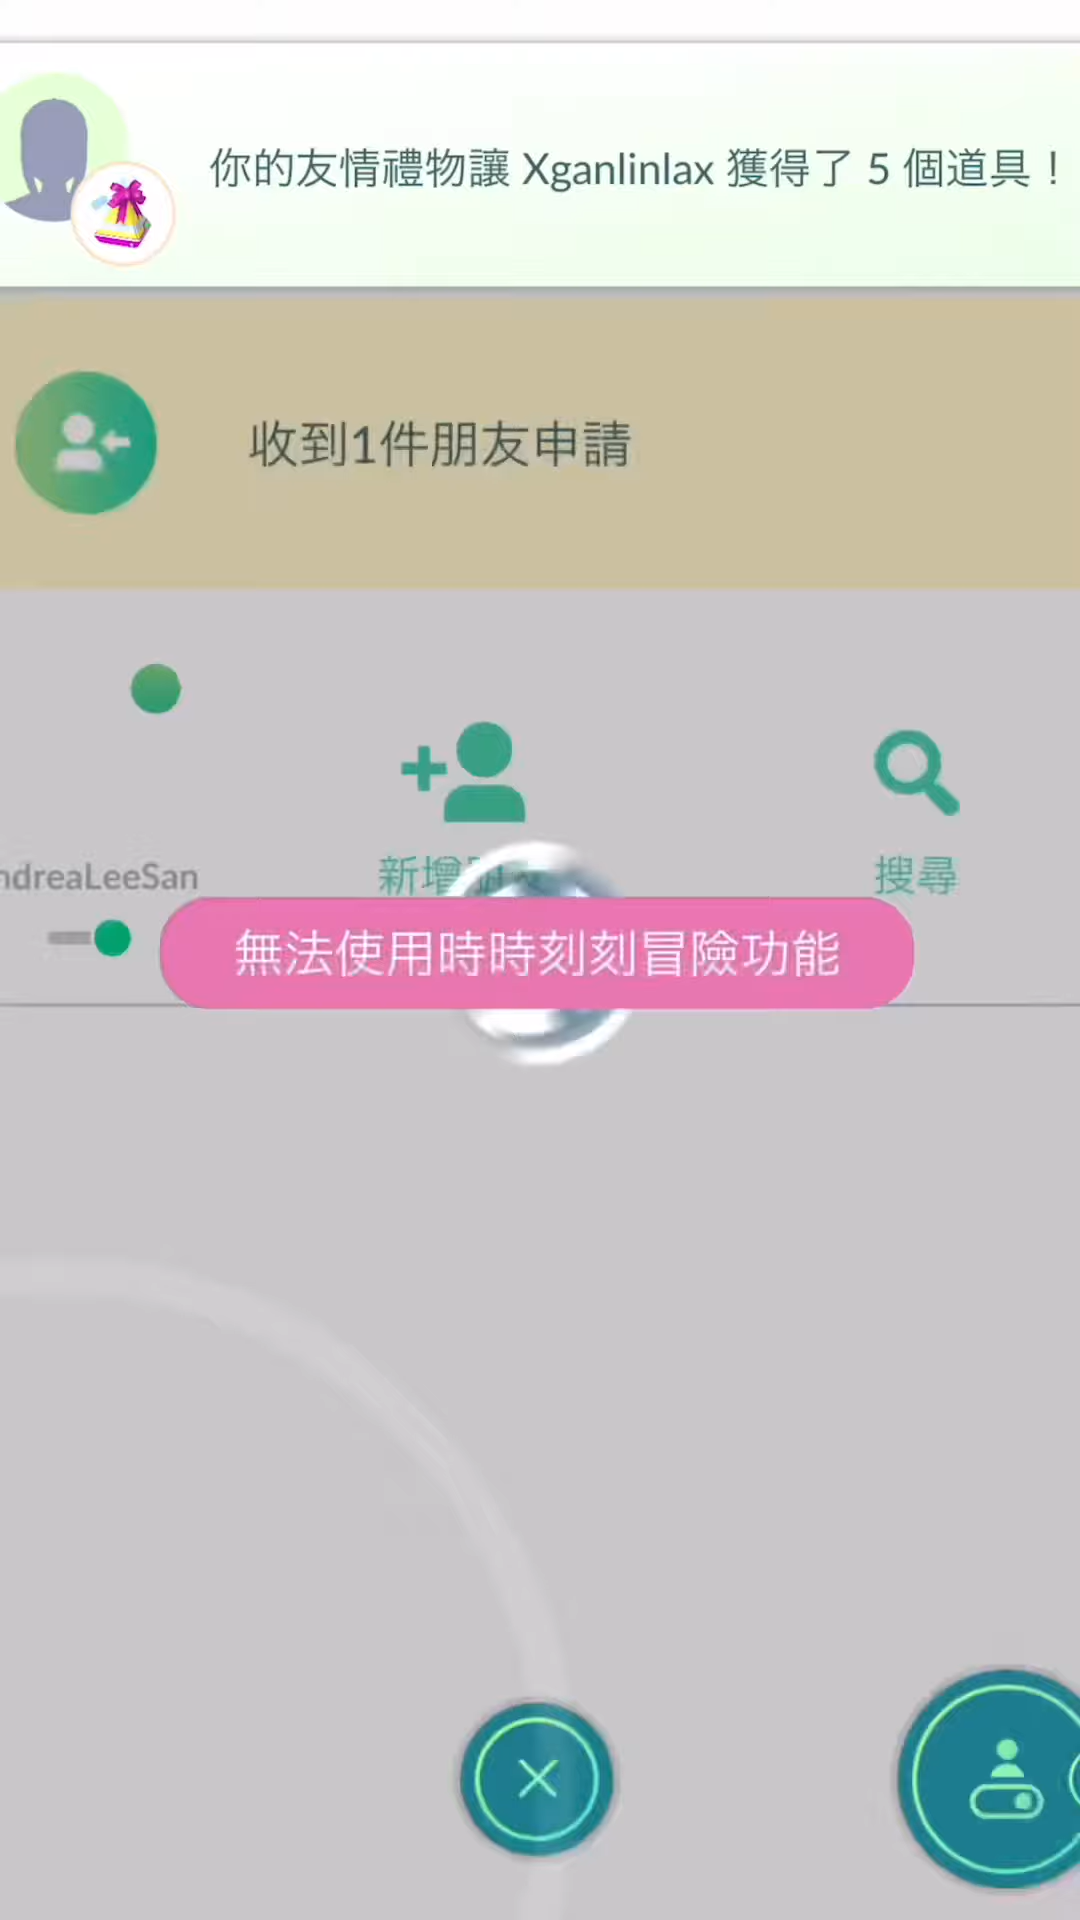 你的友情禮物讓 Xganlinlax 獲得了 5 個道具！
收到1件朋友申請
ndreaLeeSan
新增
搜尋
無法使用時時刻刻冒險功能